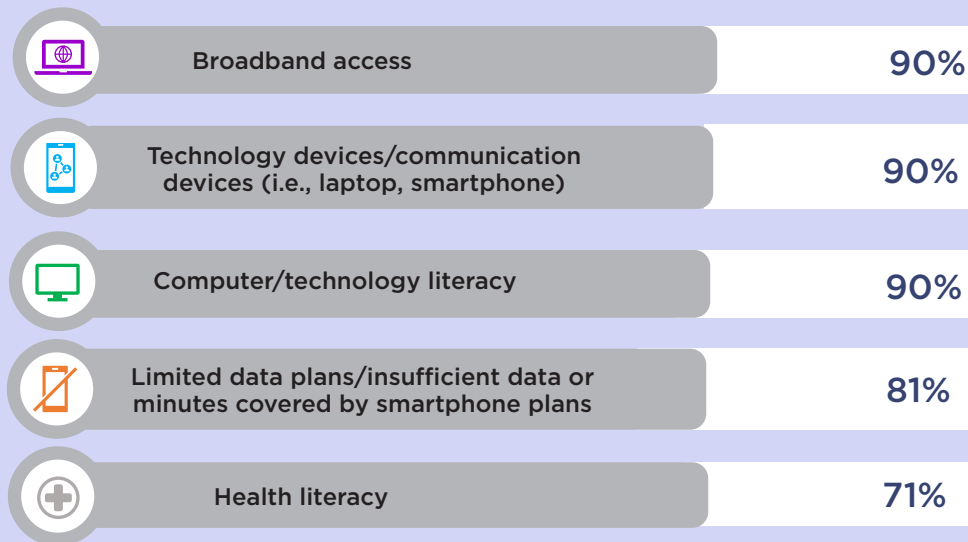 Broadband access
90%
Technology devices/communication
devices (i.e., laptop, smartphone)
90%
Computer/technology literacy
90%
Limited data plans/insufficient data or
minutes covered by smartphone plans
81%
Health literacy
71%